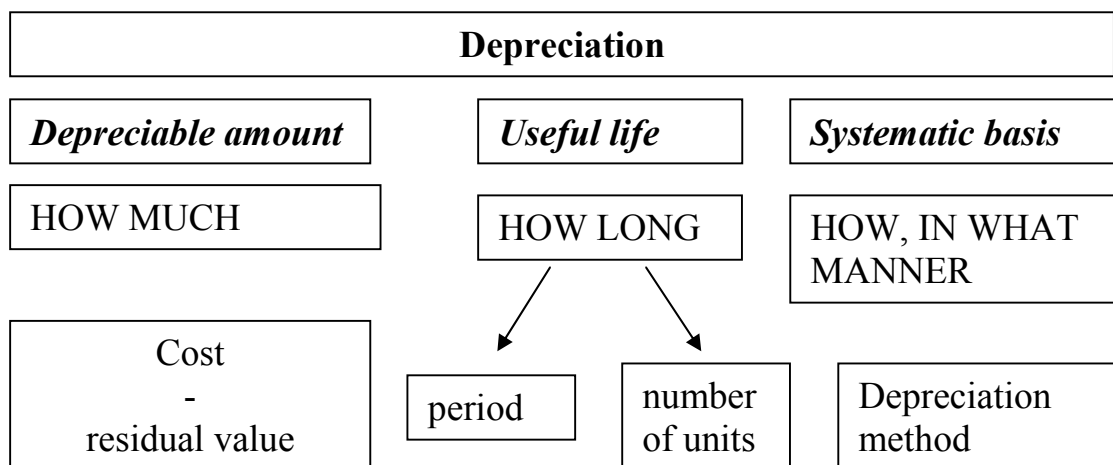 Depreciation
Depreciable amount
Useful life
Systematic basis
HOW MUCH
HOW LONG
HOW, IN WHAT
MANNER
Cost
-
residual value
period
number
of units
Depreciation
method